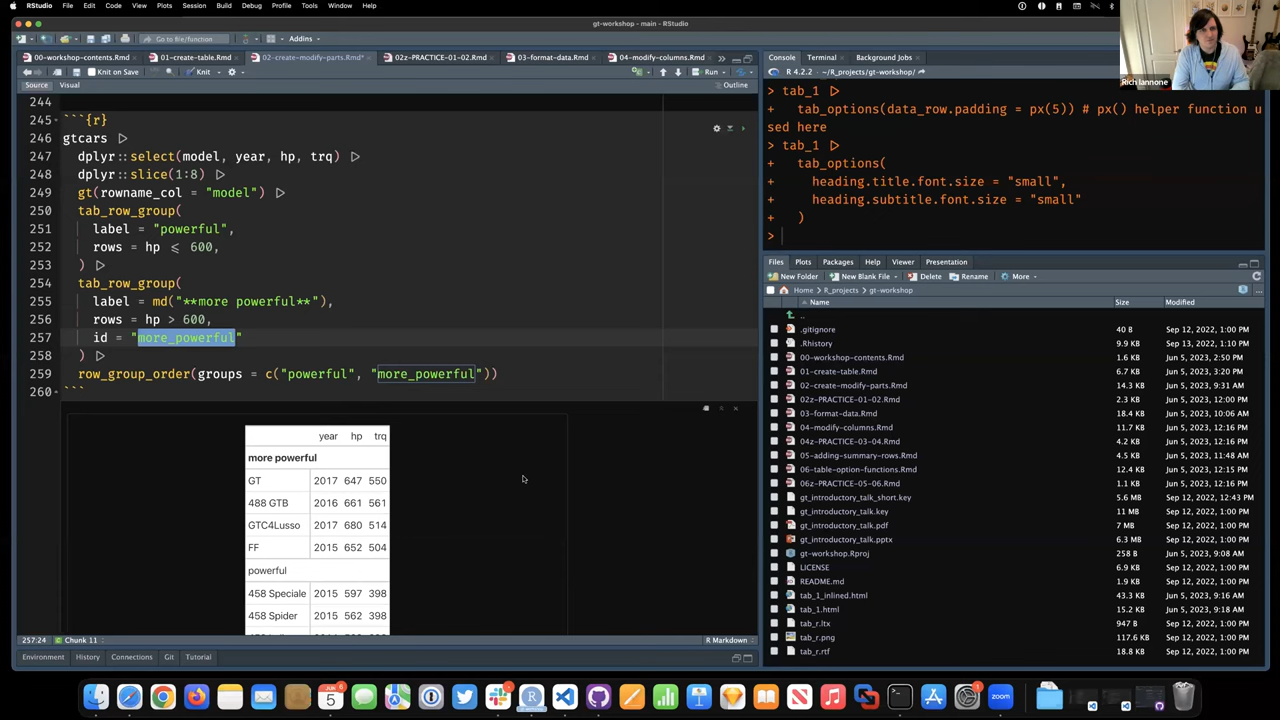 RStudio File Edit Code View Plots Session Build Debug Profile Tools Window Help
gt-workshop - main - RStudio
Go to file/function Addins
00-workshop-contents.Rmd 01-create-table.Rmd 02-create-modify-parts.Rmd* 02z-PRACTICE-01-02.Rmd 03-format-data.Rmd 04-modify-columns.Rmd
Knit on Save Knit Run
Source Visual Outline
244
245 ```{r}
246 gtcars |>
247 dplyr::select(model, year, hp, trq) |>
248 dplyr::slice(1:8) |>
249 gt(rowname_col = "model") |>
250 tab_row_group(
251 label = "powerful",
252 rows = hp <= 600,
253 ) |>
254 tab_row_group(
255 label = md("**more powerful**"),
256 rows = hp > 600,
257 id = "more_powerful"
258 ) |>
259 row_group_order(groups = c("powerful", "more_powerful"))
260 ```
year hp trq
more powerful
GT 2017 647 550
488 GTB 2016 661 561
GTC4Lusso 2017 680 514
FF 2015 652 504
powerful
458 Speciale 2015 597 398
458 Spider 2015 562 398
257:24 Chunk 11 R Markdown
Environment History Connections Git Tutorial
Console Terminal Background Jobs
R 4.2.2 · ~/R_projects/gt-workshop/
> tab_1 |>
+ tab_options(data_row.padding = px(5)) # px() helper function u
sed here
> tab_1 |>
+ tab_options(
+ heading.title.font.size = "small",
+ heading.subtitle.font.size = "small"
+ )
>
Files Plots Packages Help Viewer Presentation
New Folder New Blank File Delete Rename More
Home R_projects gt-workshop
Name Size Modified
..
.gitignore 40 B Sep 12, 2022, 1:00 PM
.Rhistory 9.9 KB Sep 13, 2022, 1:10 PM
00-workshop-contents.Rmd 1.6 KB Jun 5, 2023, 2:50 PM
01-create-table.Rmd 6.7 KB Jun 5, 2023, 3:20 PM
02-create-modify-parts.Rmd 14.3 KB Jun 5, 2023, 9:31 AM
02z-PRACTICE-01-02.Rmd 2.3 KB Jun 5, 2023, 12:00 PM
03-format-data.Rmd 18.4 KB Jun 5, 2023, 10:06 AM
04-modify-columns.Rmd 11.7 KB Jun 5, 2023, 12:16 PM
04z-PRACTICE-03-04.Rmd 4.2 KB Jun 5, 2023, 12:16 PM
05-adding-summary-rows.Rmd 4.5 KB Jun 5, 2023, 11:48 AM
06-table-option-functions.Rmd 12.4 KB Jun 5, 2023, 12:15 PM
06z-PRACTICE-05-06.Rmd 1.1 KB Jun 5, 2023, 12:16 PM
gt_introductory_talk_short.key 5.6 MB Sep 12, 2022, 12:43 PM
gt_introductory_talk.key 11 MB Sep 12, 2022, 1:00 PM
gt_introductory_talk.pdf 7 MB Sep 12, 2022, 1:00 PM
gt_introductory_talk.pptx 6.3 MB Sep 12, 2022, 1:00 PM
gt-workshop.Rproj 258 B Jun 5, 2023, 9:08 AM
LICENSE 6.9 KB Sep 12, 2022, 1:00 PM
README.md 1.9 KB Sep 12, 2022, 1:00 PM
tab_1_inlined.html 43.3 KB Jun 5, 2023, 9:16 AM
tab_1.html 15.2 KB Jun 5, 2023, 9:16 AM
tab_r.ltx 947 B Sep 12, 2022, 1:00 PM
tab_r.png 117.6 KB Sep 12, 2022, 1:00 PM
tab_r.rtf 18.8 KB Sep 12, 2022, 1:00 PM
Rich Iannone
JUN 6
5
zoom